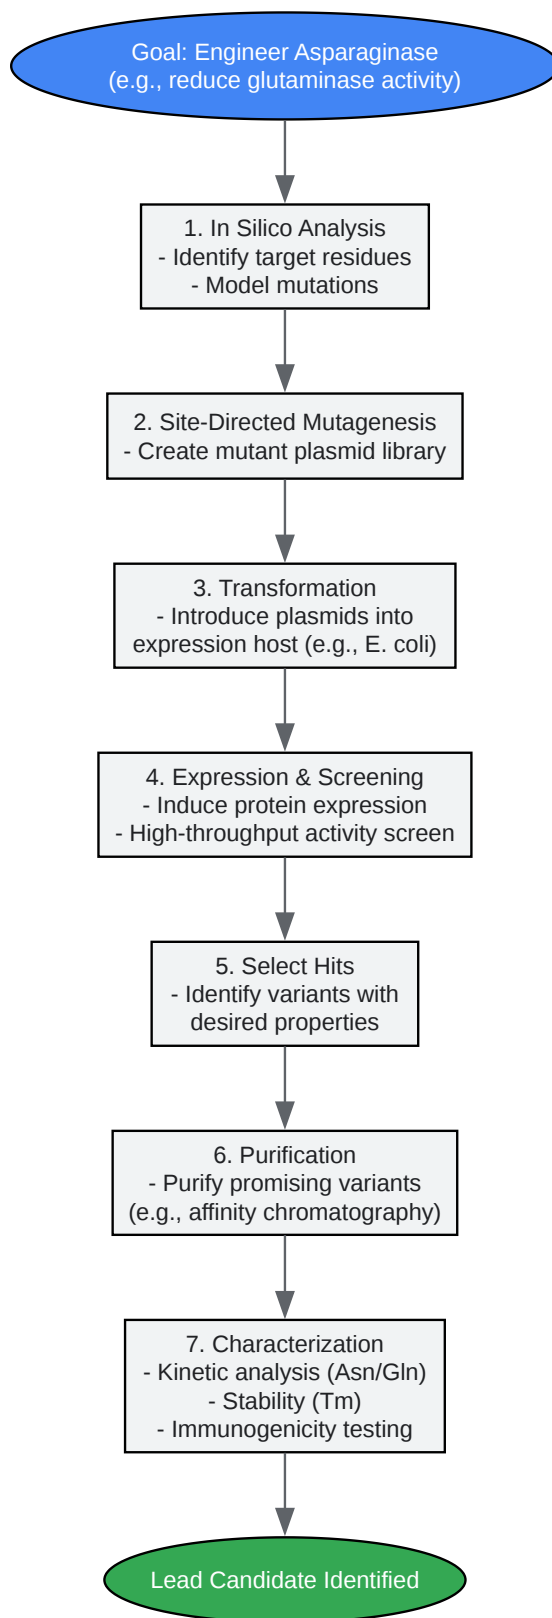 Goal: Engineer Asparaginase
(e.g., reduce glutaminase activity)
1. In Silico Analysis
- Identify target residues
- Model mutations
2. Site-Directed Mutagenesis
- Create mutant plasmid library
3. Transformation
- Introduce plasmids into
expression host (e.g., E. coli)
4. Expression & Screening
- Induce protein expression
- High-throughput activity screen
5. Select Hits
- Identify variants with
desired properties
6. Purification
- Purify promising variants
(e.g., affinity chromatography)
7. Characterization
- Kinetic analysis (Asn/Gln)
- Stability (Tm)
- Immunogenicity testing
Lead Candidate Identified